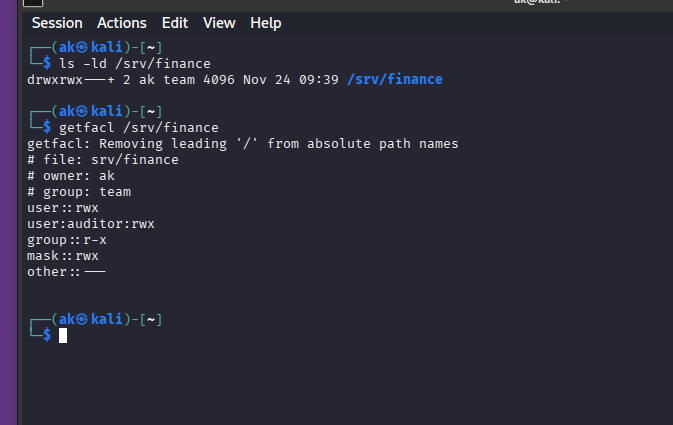 Session Actions Edit View Help
┌──(ak㉿kali)-[~]
└─$ ls -ld /srv/finance
drwxrwx---+ 2 ak team 4096 Nov 24 09:39 /srv/finance
┌──(ak㉿kali)-[~]
└─$ getfacl /srv/finance
getfacl: Removing leading '/' from absolute path names
# file: srv/finance
# owner: ak
# group: team
user::rwx
user:auditor:rwx
group::r-x
mask::rwx
other::---
┌──(ak㉿kali)-[~]
└─$